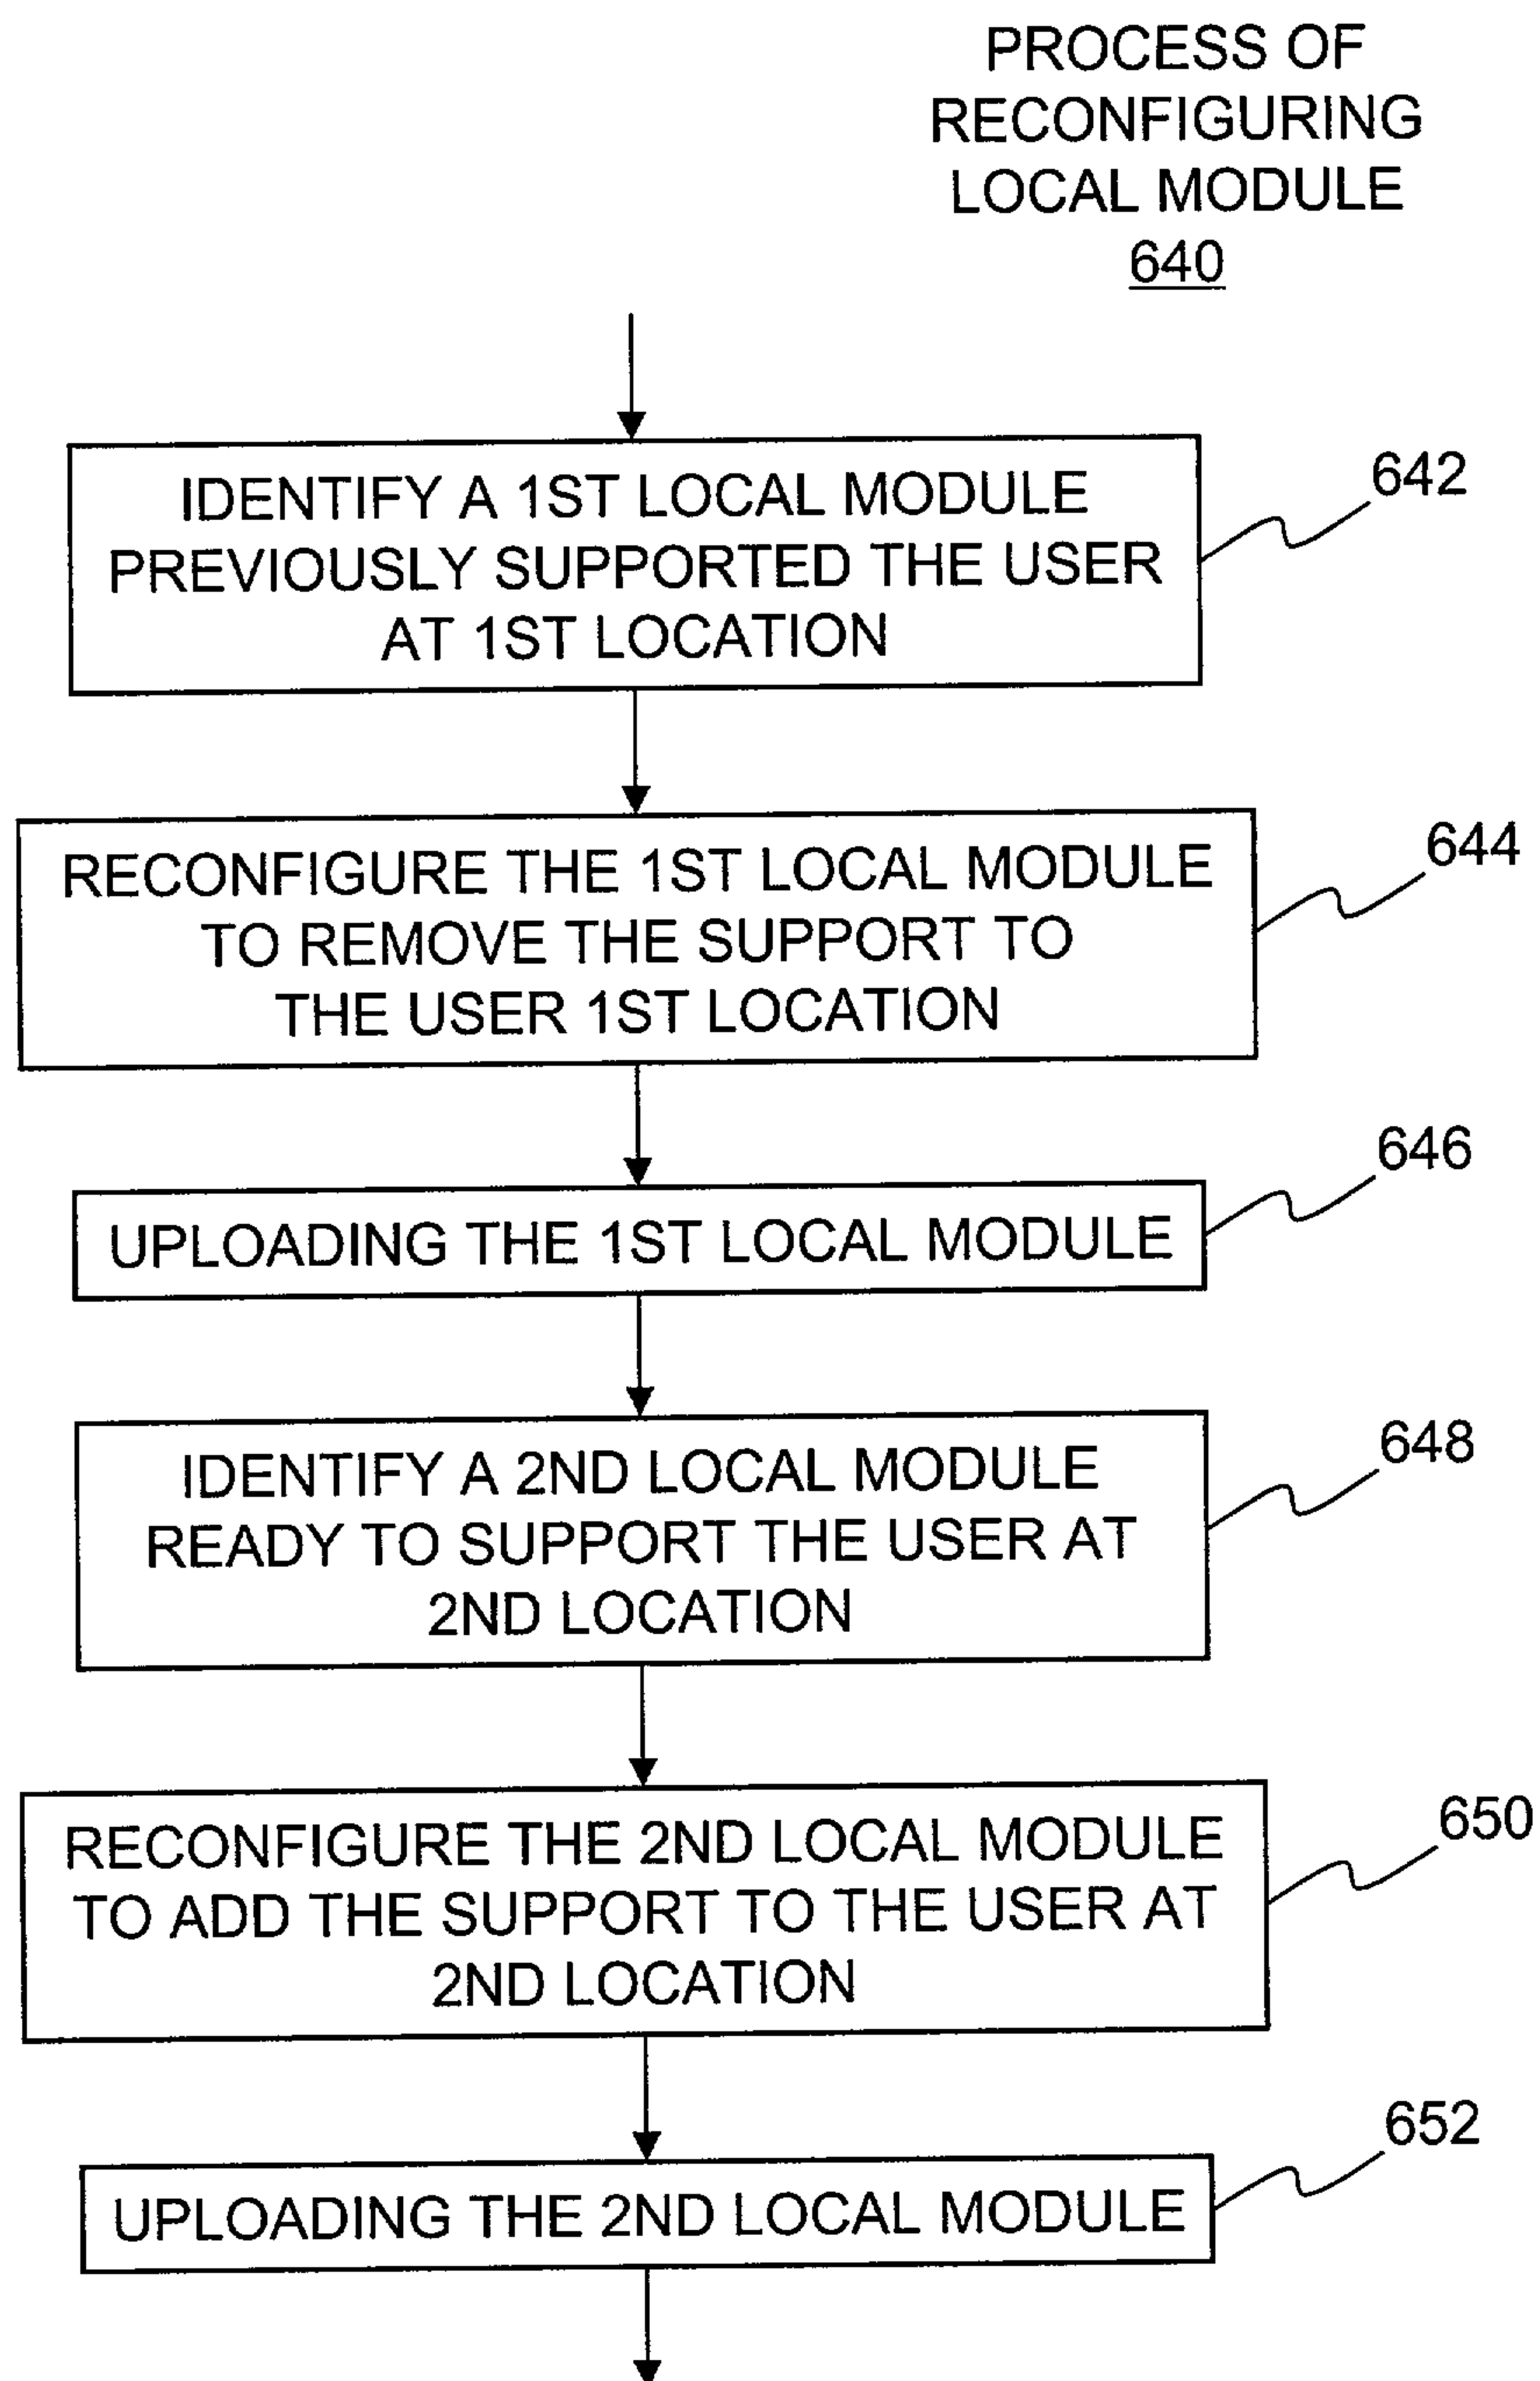 PROCESS OF
RECONFIGURING
LOCAL MODULE
640
IDENTIFY A 1ST LOCAL MODULE
PREVIOUSLY SUPPORTED THE USER
AT 1ST LOCATION
642
RECONFIGURE THE 1ST LOCAL MODULE
TO REMOVE THE SUPPORT TO
THE USER 1ST LOCATION
644
UPLOADING THE 1ST LOCAL MODULE
646
IDENTIFY A 2ND LOCAL MODULE
READY TO SUPPORT THE USER AT
2ND LOCATION
648
RECONFIGURE THE 2ND LOCAL MODULE
TO ADD THE SUPPORT TO THE USER AT
2ND LOCATION
650
UPLOADING THE 2ND LOCAL MODULE
652